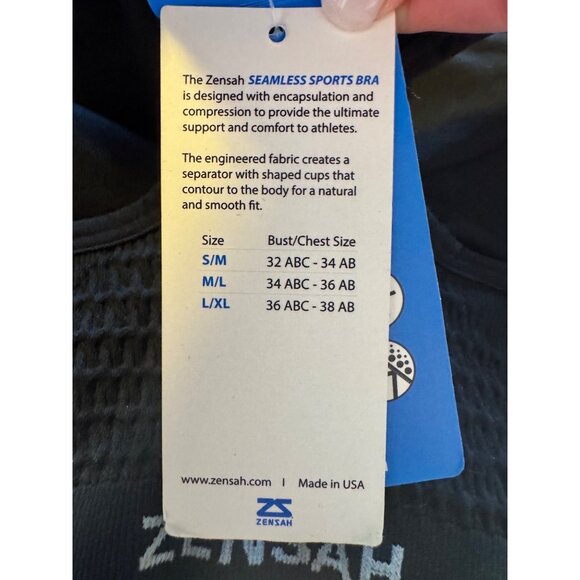 The Zensah SEAMLESS SPORTS BRA
is designed with encapsulation and
compression to provide the ultimate
support and comfort to athletes.
The engineered fabric creates a
separator with shaped cups that
contour to the body for a natural
and smooth fit.
Size Bust/Chest Size
S/M 32 ABC - 34 AB
M/L 34 ABC - 36 AB
L/XL 36 ABC - 38 AB
www.zensah.com | Made in USA
ZENSAH
ZENSAH